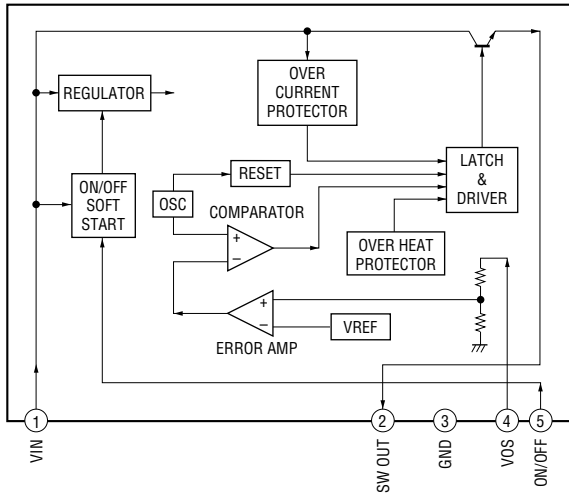 OVER
CURRENT
PROTECTOR
REGULATOR
ON/OFF
SOFT
START
RESET
OSC
LATCH
&
DRIVER
COMPARATOR
+
−
OVER HEAT
PROTECTOR
+
−
VREF
ERROR AMP
1
2
3
4
5
VIN
SW OUT
GND
VOS
ON/OFF